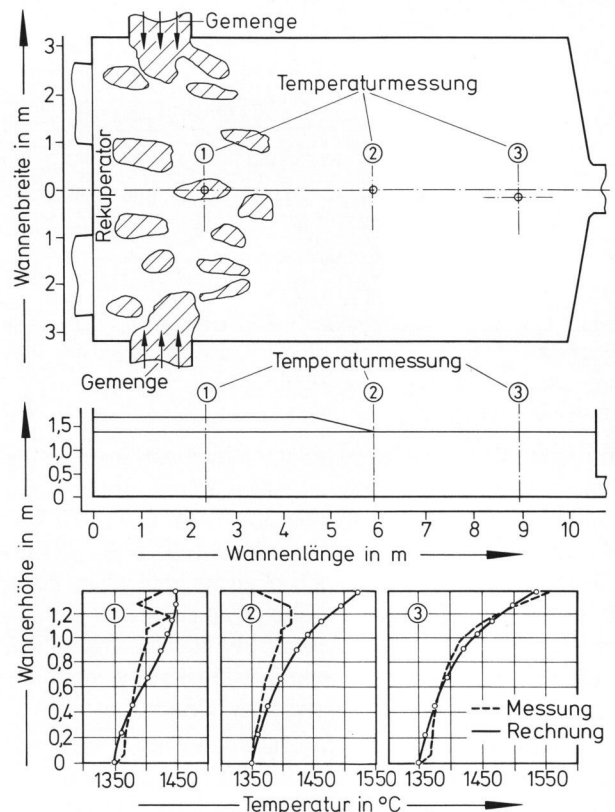 Gemenge
Wannenbreite in m
3
2
1
0
1
2
3
Rekuperator
Temperaturmessung
1 2 3
Gemenge
Temperaturmessung
1 2 3
Wannenhöhe in m
1,5
1,0
0,5
0
0 1 2 3 4 5 6 7 8 9 10
Wannenlänge in m
1,2
1,0
0,8
0,6
0,4
0,2
0
1 2 3
Messung
Rechnung
1350 1450 1350 1450 1550 1350 1450 1550
Temperatur in °C